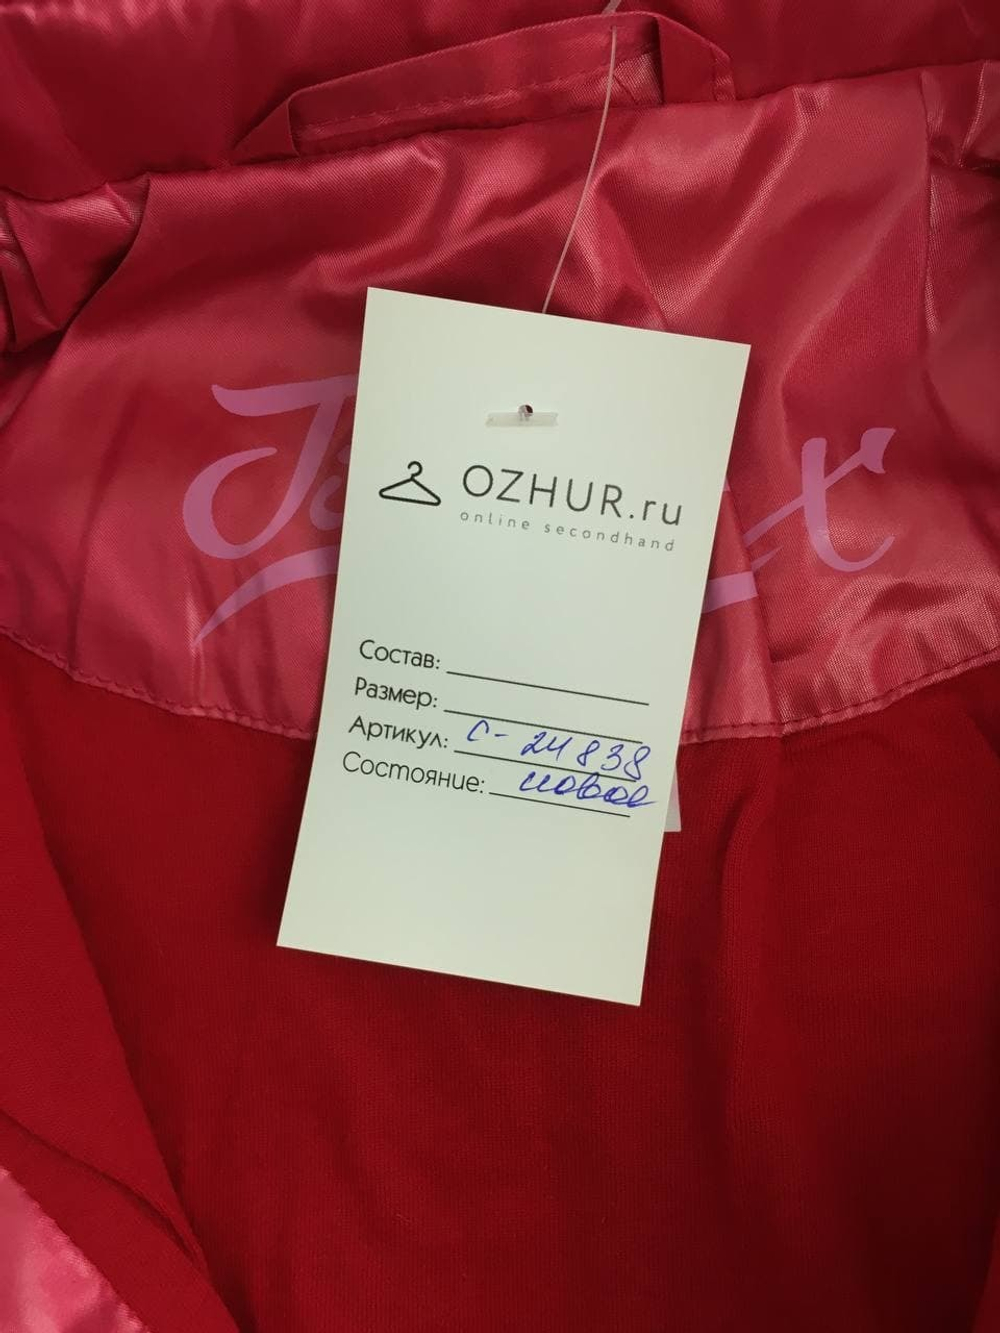 OZHUR.ru
online secondhand
Состав:
Размер:
Артикул: С-24838
Состояние: новое